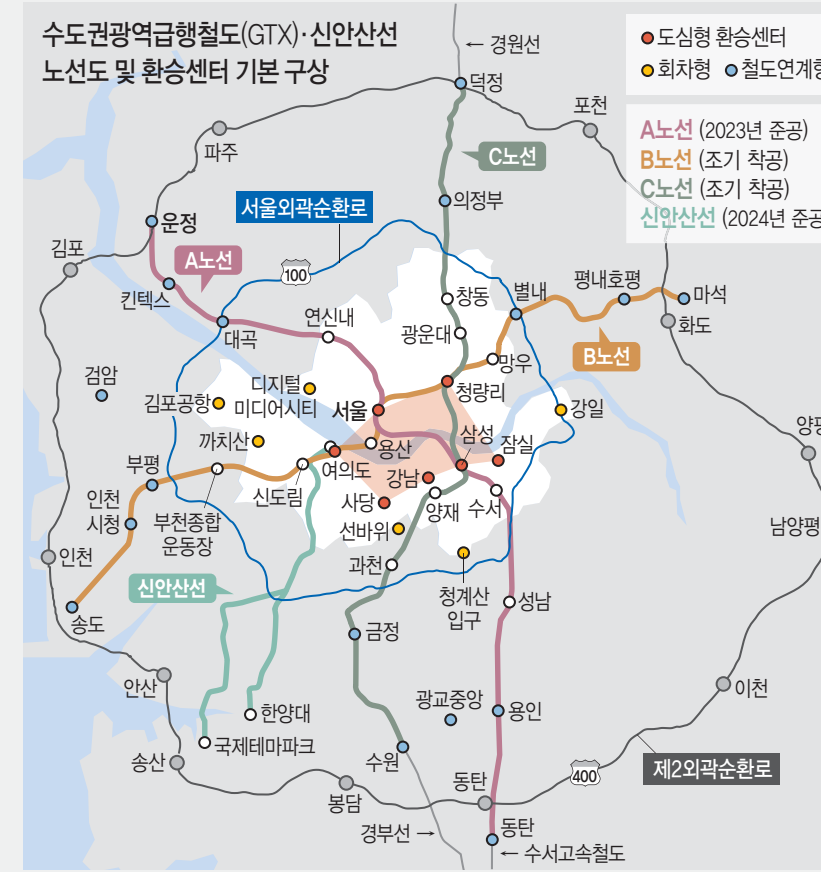 수도권광역급행철도(GTX)·신안산선
노선도 및 환승센터 기본 구상
← 경원선
도심형 환승센터
회차형 철도연계형
A노선 (2023년 준공)
B노선 (조기 착공)
C노선 (조기 착공)
신안산선 (2024년 준공
덕정
포천
파주
C노선
의정부
서울외곽순환로
운정
김포
A노선
100
킨텍스
창동
별내
평내호평
마석
대곡
연신내
광운대
화도
B노선
망우
검암
디지털
미디어시티
김포공항
서울
청량리
강일
까치산
용산
삼성
잠실
양평
부평
여의도
강남
신도림
사당
양재
수서
인천
시청
부천종합
운동장
선바위
남양평
인천
과천
신안산선
청계산
입구
성남
송도
금정
안산
한양대
광교중앙
용인
이천
국제테마파크
수원
송산
봉담
동탄
400
제2외곽순환로
경부선 →
동탄
← 수서고속철도